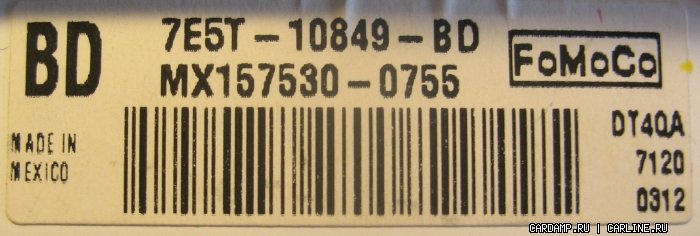 BD
7E5T-10849-BD
MX157530-0755
FoMoCo
MADE IN
MEXICO
DT4QA
7120
0312
CARDAMP.RU | CARLINE.RU